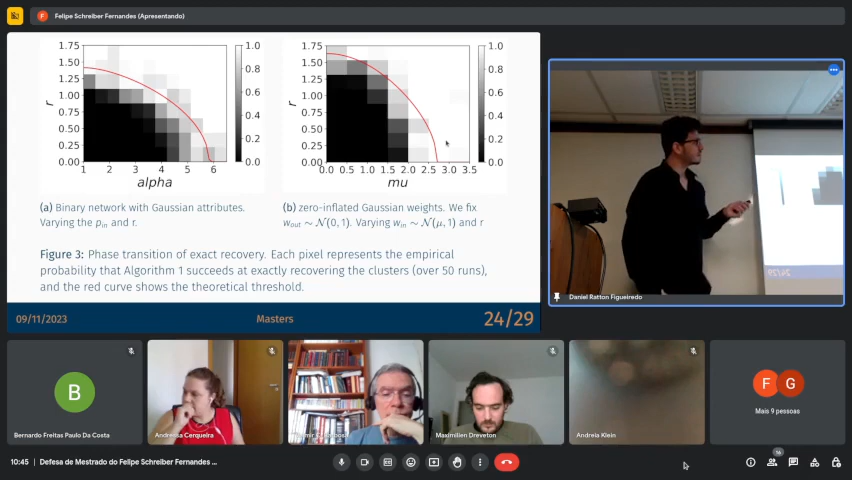 F Felipe Schreiber Fernandes (Apresentando)
1.75
1.50
1.25
1.00
0.75
0.50
0.25
0.00
r
1 2 3 4 5 6
alpha
1.0
0.8
0.6
0.4
0.2
0.0
1.75
1.50
1.25
1.00
0.75
0.50
0.25
0.00
r
0.0 0.5 1.0 1.5 2.0 2.5 3.0 3.5
mu
1.0
0.8
0.6
0.4
0.2
0.0
(a) Binary network with Gaussian attributes.
Varying the p_in and r.
(b) zero-inflated Gaussian weights. We fix
w_out ∼ N(0, 1). Varying w_in ∼ N(μ, 1) and r
Figure 3: Phase transition of exact recovery. Each pixel represents the empirical
probability that Algorithm 1 succeeds at exactly recovering the clusters (over 50 runs),
and the red curve shows the theoretical threshold.
09/11/2023 Masters 24/29
Daniel Ratton Figueiredo
B
Bernardo Freitas Paulo Da Costa
Andressa Cerqueira
Maximilien Dreveton
Andreia Klein
F G
Mais 9 pessoas
10:45 | Defesa de Mestrado do Felipe Schreiber Fernandes ...
16